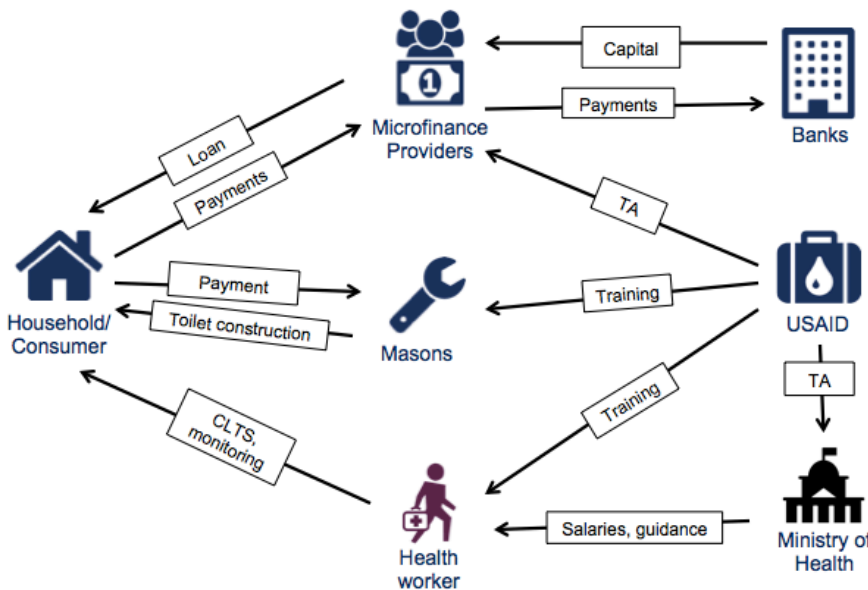 Capital
Payments
Microfinance
Providers
Banks
Loan
Payments
TA
Payment
Toilet construction
Household/
Consumer
Masons
Training
USAID
TA
Training
CLTS,
monitoring
Salaries, guidance
Health
worker
Ministry of
Health
1